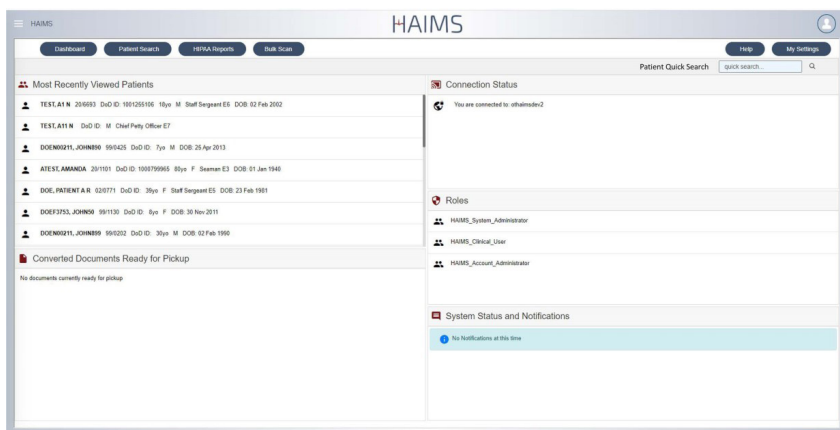 HAIMS
HAIMS
Dashboard
Patient Search
HIPAA Reports
Bulk Scan
Help
My Settings
Patient Quick Search
quick search...
Most Recently Viewed Patients
TEST, A1 N 20/6693 DoD ID: 1001255106 18yo M Staff Sergeant E6 DOB: 02 Feb 2002
TEST, A11 N DoD ID: M Chief Petty Officer E7
DOEN00211, JOHN890 99/0425 DoD ID: 7yo M DOB: 25 Apr 2013
ATEST, AMANDA 20/1101 DoD ID: 1000799965 80yo F Seaman E3 DOB: 01 Jan 1940
DOE, PATIENT A R 02/0771 DoD ID: 39yo F Staff Sergeant E5 DOB: 23 Feb 1981
DOEF3753, JOHN50 99/1130 DoD ID: 8yo F DOB: 30 Nov 2011
DOEN00211, JOHN899 99/0202 DoD ID: 30yo M DOB: 02 Feb 1990
Converted Documents Ready for Pickup
No documents currently ready for pickup
Connection Status
You are connected to: othaimsdev2
Roles
HAIMS_System_Administrator
HAIMS_Clinical_User
HAIMS_Account_Administrator
System Status and Notifications
No Notifications at this time